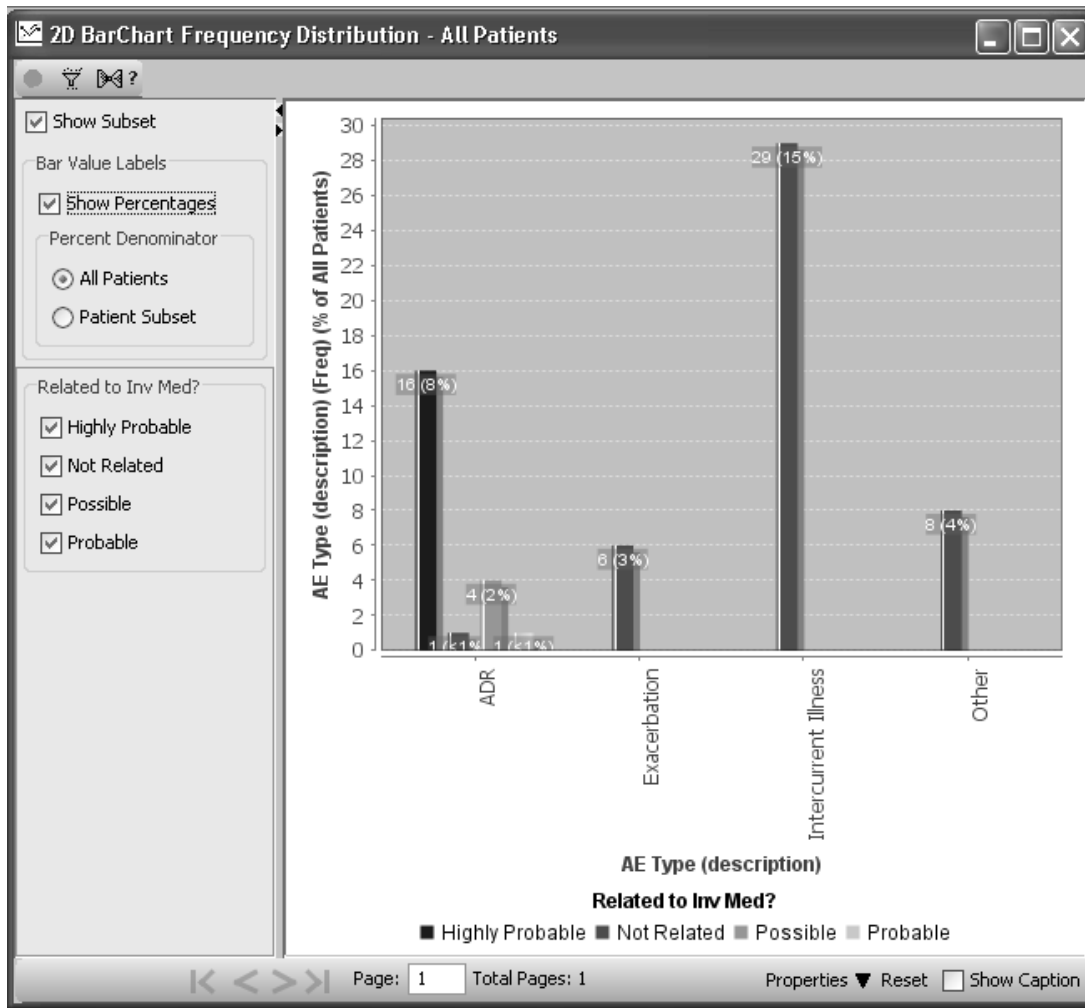 2D BarChart Frequency Distribution - All Patients
?
Show Subset
Bar Value Labels
Show Percentages
Percent Denominator
All Patients
Patient Subset
Related to Inv Med?
Highly Probable
Not Related
Possible
Probable
AE Type (description) (Freq) (% of All Patients)
30
28
26
24
22
20
18
16
14
12
10
8
6
4
2
0
16 (8%)
1 (<1%
4 (2%)
1 (<1%)
6 (3%)
29 (15%)
8 (4%)
ADR
Exacerbation
Intercurrent Illness
Other
AE Type (description)
Related to Inv Med?
Highly Probable Not Related Possible Probable
Page: 1 Total Pages: 1 Properties ▼ Reset Show Caption